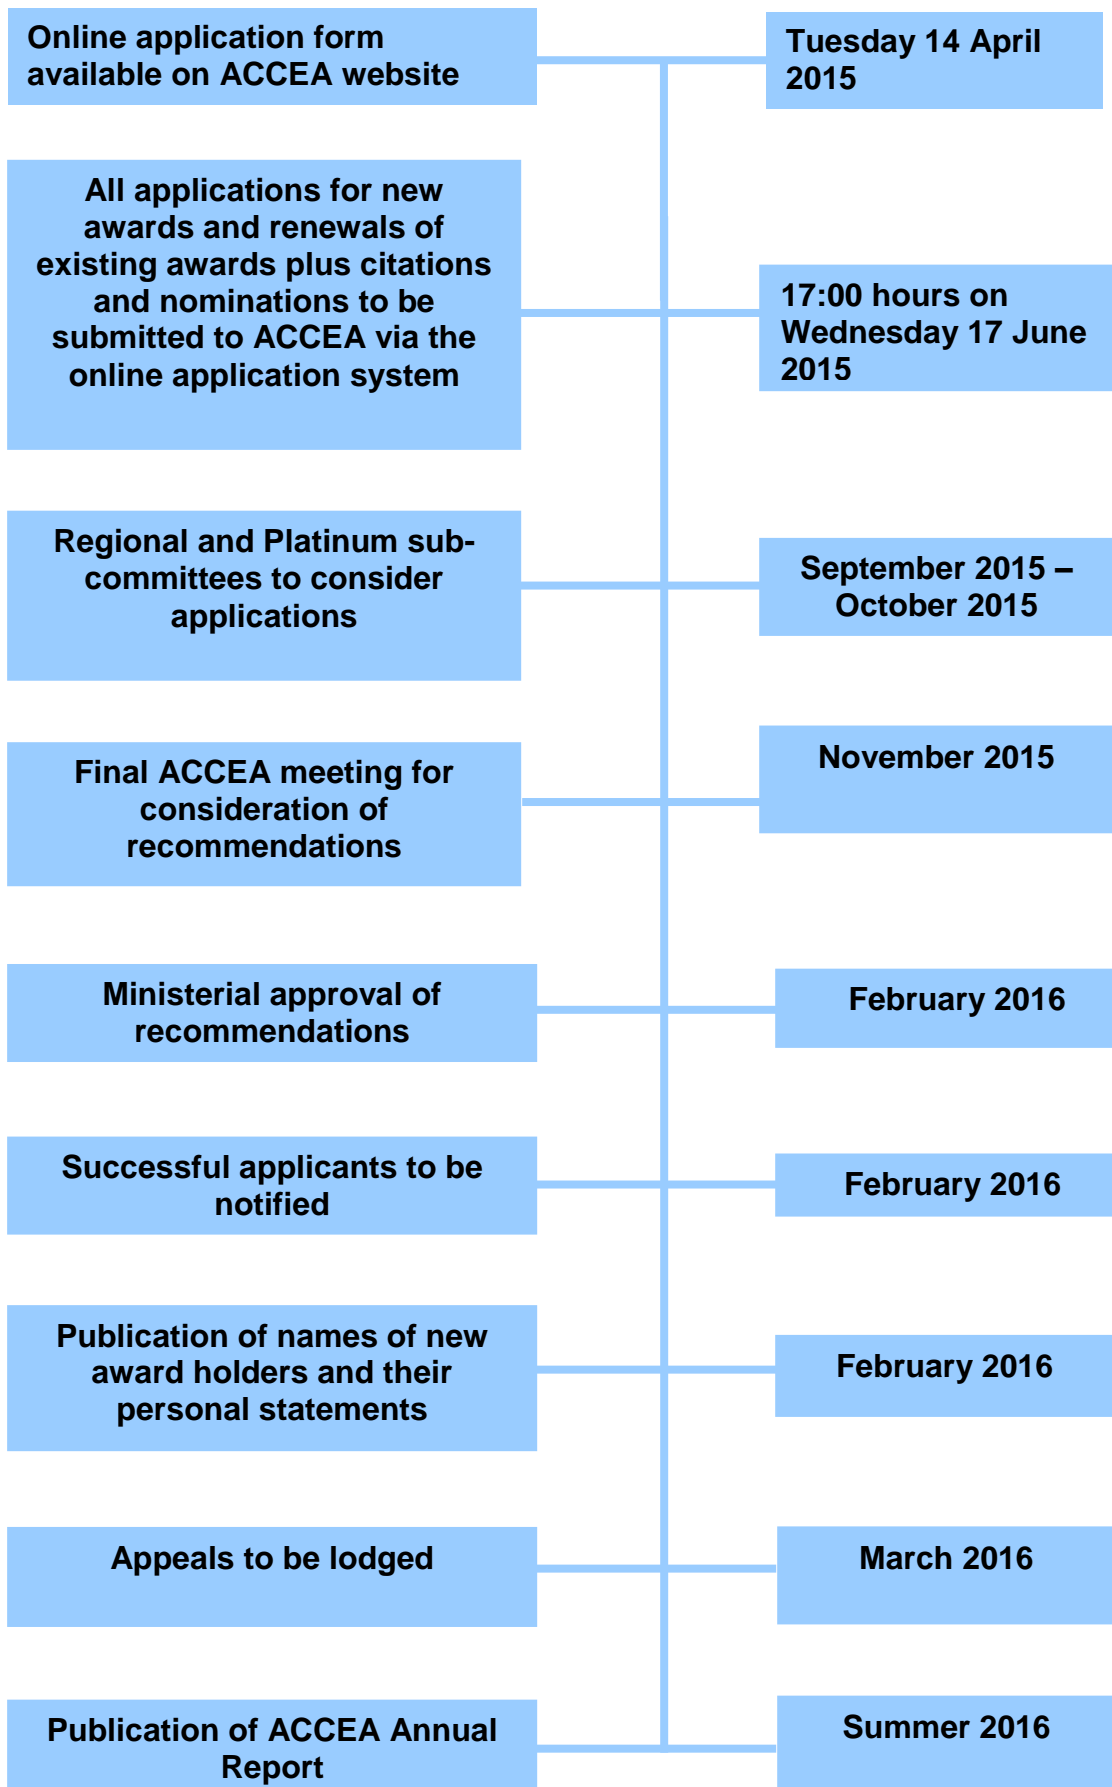 Online application form
available on ACCEA website
Tuesday 14 April
2015
All applications for new
awards and renewals of
existing awards plus citations
and nominations to be
submitted to ACCEA via the
online application system
17:00 hours on
Wednesday 17 June
2015
Regional and Platinum sub-
committees to consider
applications
September 2015 –
October 2015
Final ACCEA meeting for
consideration of
recommendations
November 2015
Ministerial approval of
recommendations
February 2016
Successful applicants to be
notified
February 2016
Publication of names of new
award holders and their
personal statements
February 2016
Appeals to be lodged
March 2016
Publication of ACCEA Annual
Report
Summer 2016